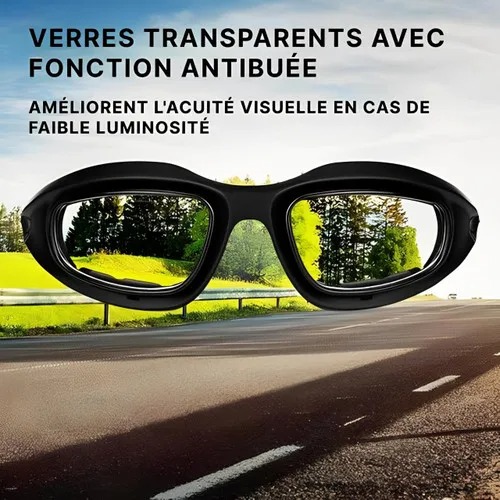 VERRES TRANSPARENTS AVEC
FONCTION ANTIBUÉE
AMÉLIORENT L'ACUITÉ VISUELLE EN CAS DE
FAIBLE LUMINOSITÉ